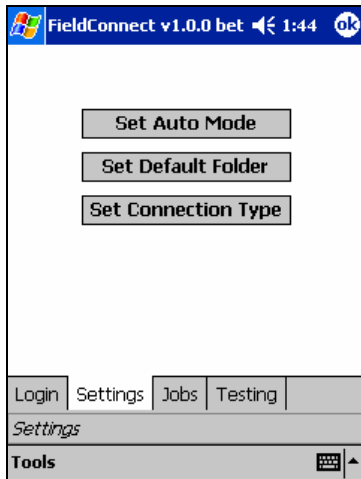 FieldConnect v1.0.0 bet 1:44 ok
Set Auto Mode
Set Default Folder
Set Connection Type
Login Settings Jobs Testing
Settings
Tools